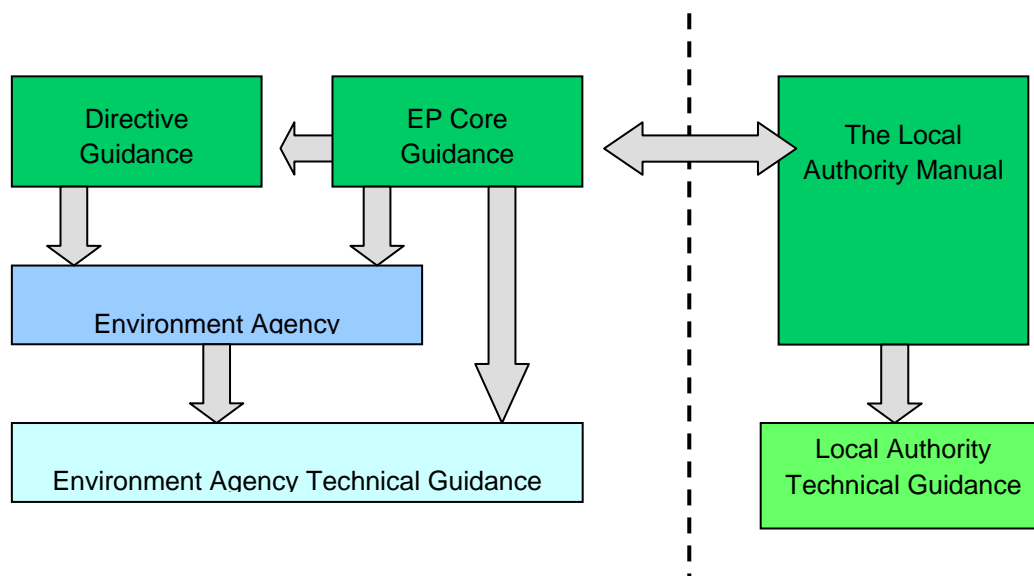 Directive
Guidance
EP Core
Guidance
The Local
Authority Manual
Environment Agency
Environment Agency Technical Guidance
Local Authority
Technical Guidance